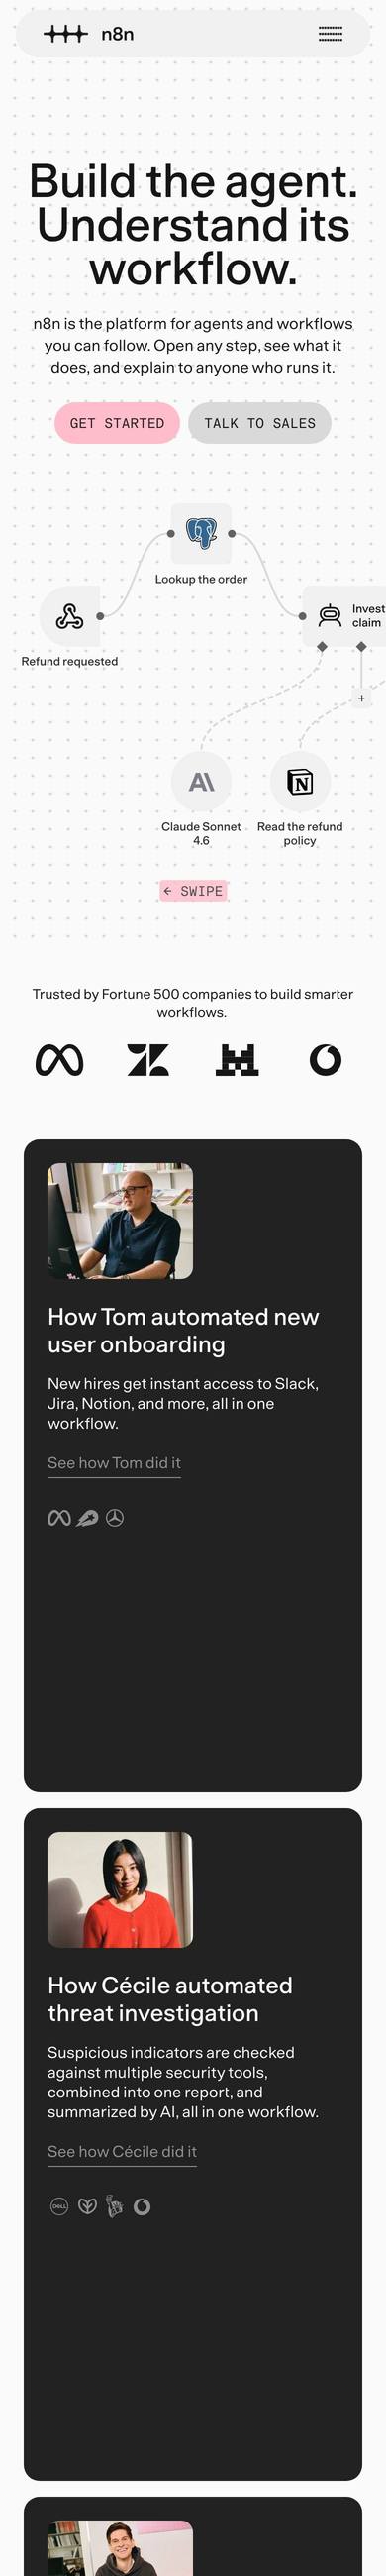 n8n
Build the agent.
Understand its
workflow.
n8n is the platform for agents and workflows
you can follow. Open any step, see what it
does, and explain to anyone who runs it.
GET STARTED
TALK TO SALES
Lookup the order
Refund requested
claim
+
Claude Sonnet
4.6
Read the refund
policy
← SWIPE
Trusted by Fortune 500 companies to build smarter
workflows.
How Tom automated new
user onboarding
New hires get instant access to Slack,
Jira, Notion, and more, all in one
workflow.
See how Tom did it
How Cécile automated
threat investigation
Suspicious indicators are checked
against multiple security tools,
combined into one report, and
summarized by AI, all in one workflow.
See how Cécile did it
DELL